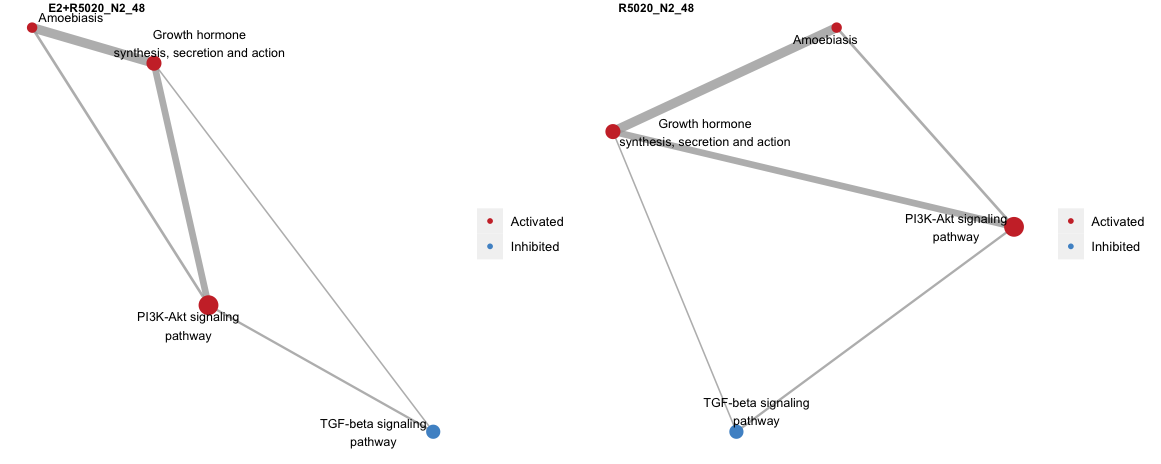 E2+R5020_N2_48
Amoebiasis
Growth hormone
synthesis, secretion and action
PI3K-Akt signaling
pathway
TGF-beta signaling
pathway
Activated
Inhibited
R5020_N2_48
Amoebiasis
Growth hormone
synthesis, secretion and action
PI3K-Akt signaling
pathway
TGF-beta signaling
pathway
Activated
Inhibited